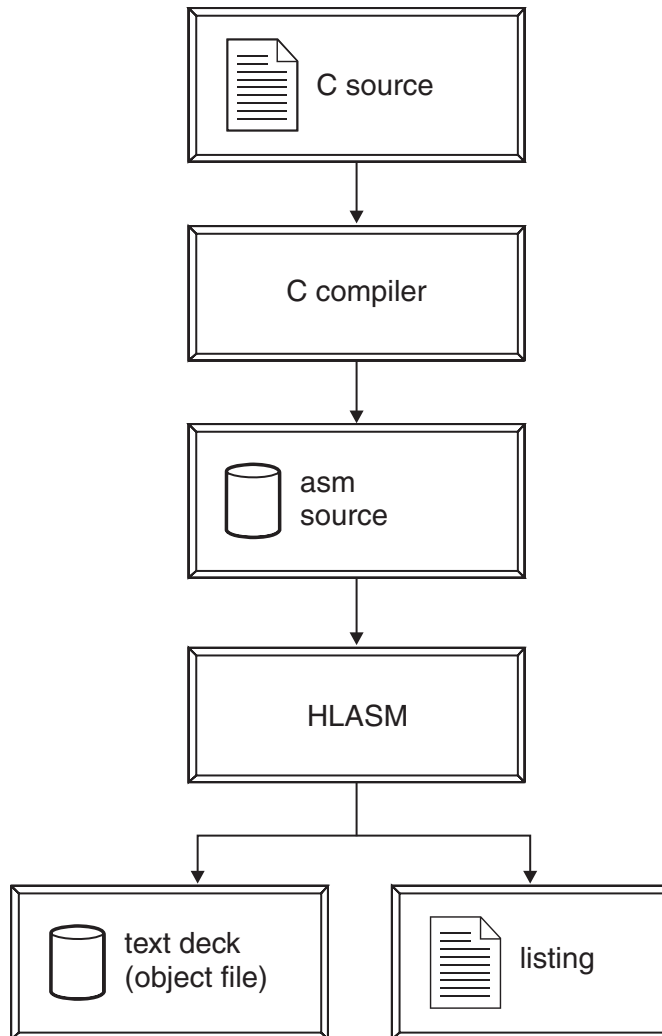 C source
C compiler
asm
source
HLASM
text deck
(object file)
listing